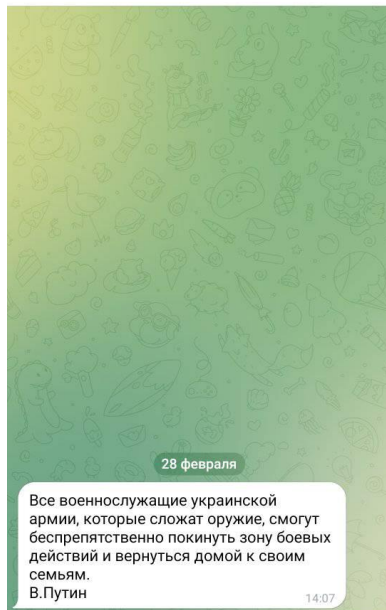 28 февраля
Все военнослужащие украинской
армии, которые сложат оружие, смогут
беспрепятственно покинуть зону боевых
действий и вернуться домой к своим
семьям.
В.Путин
14:07